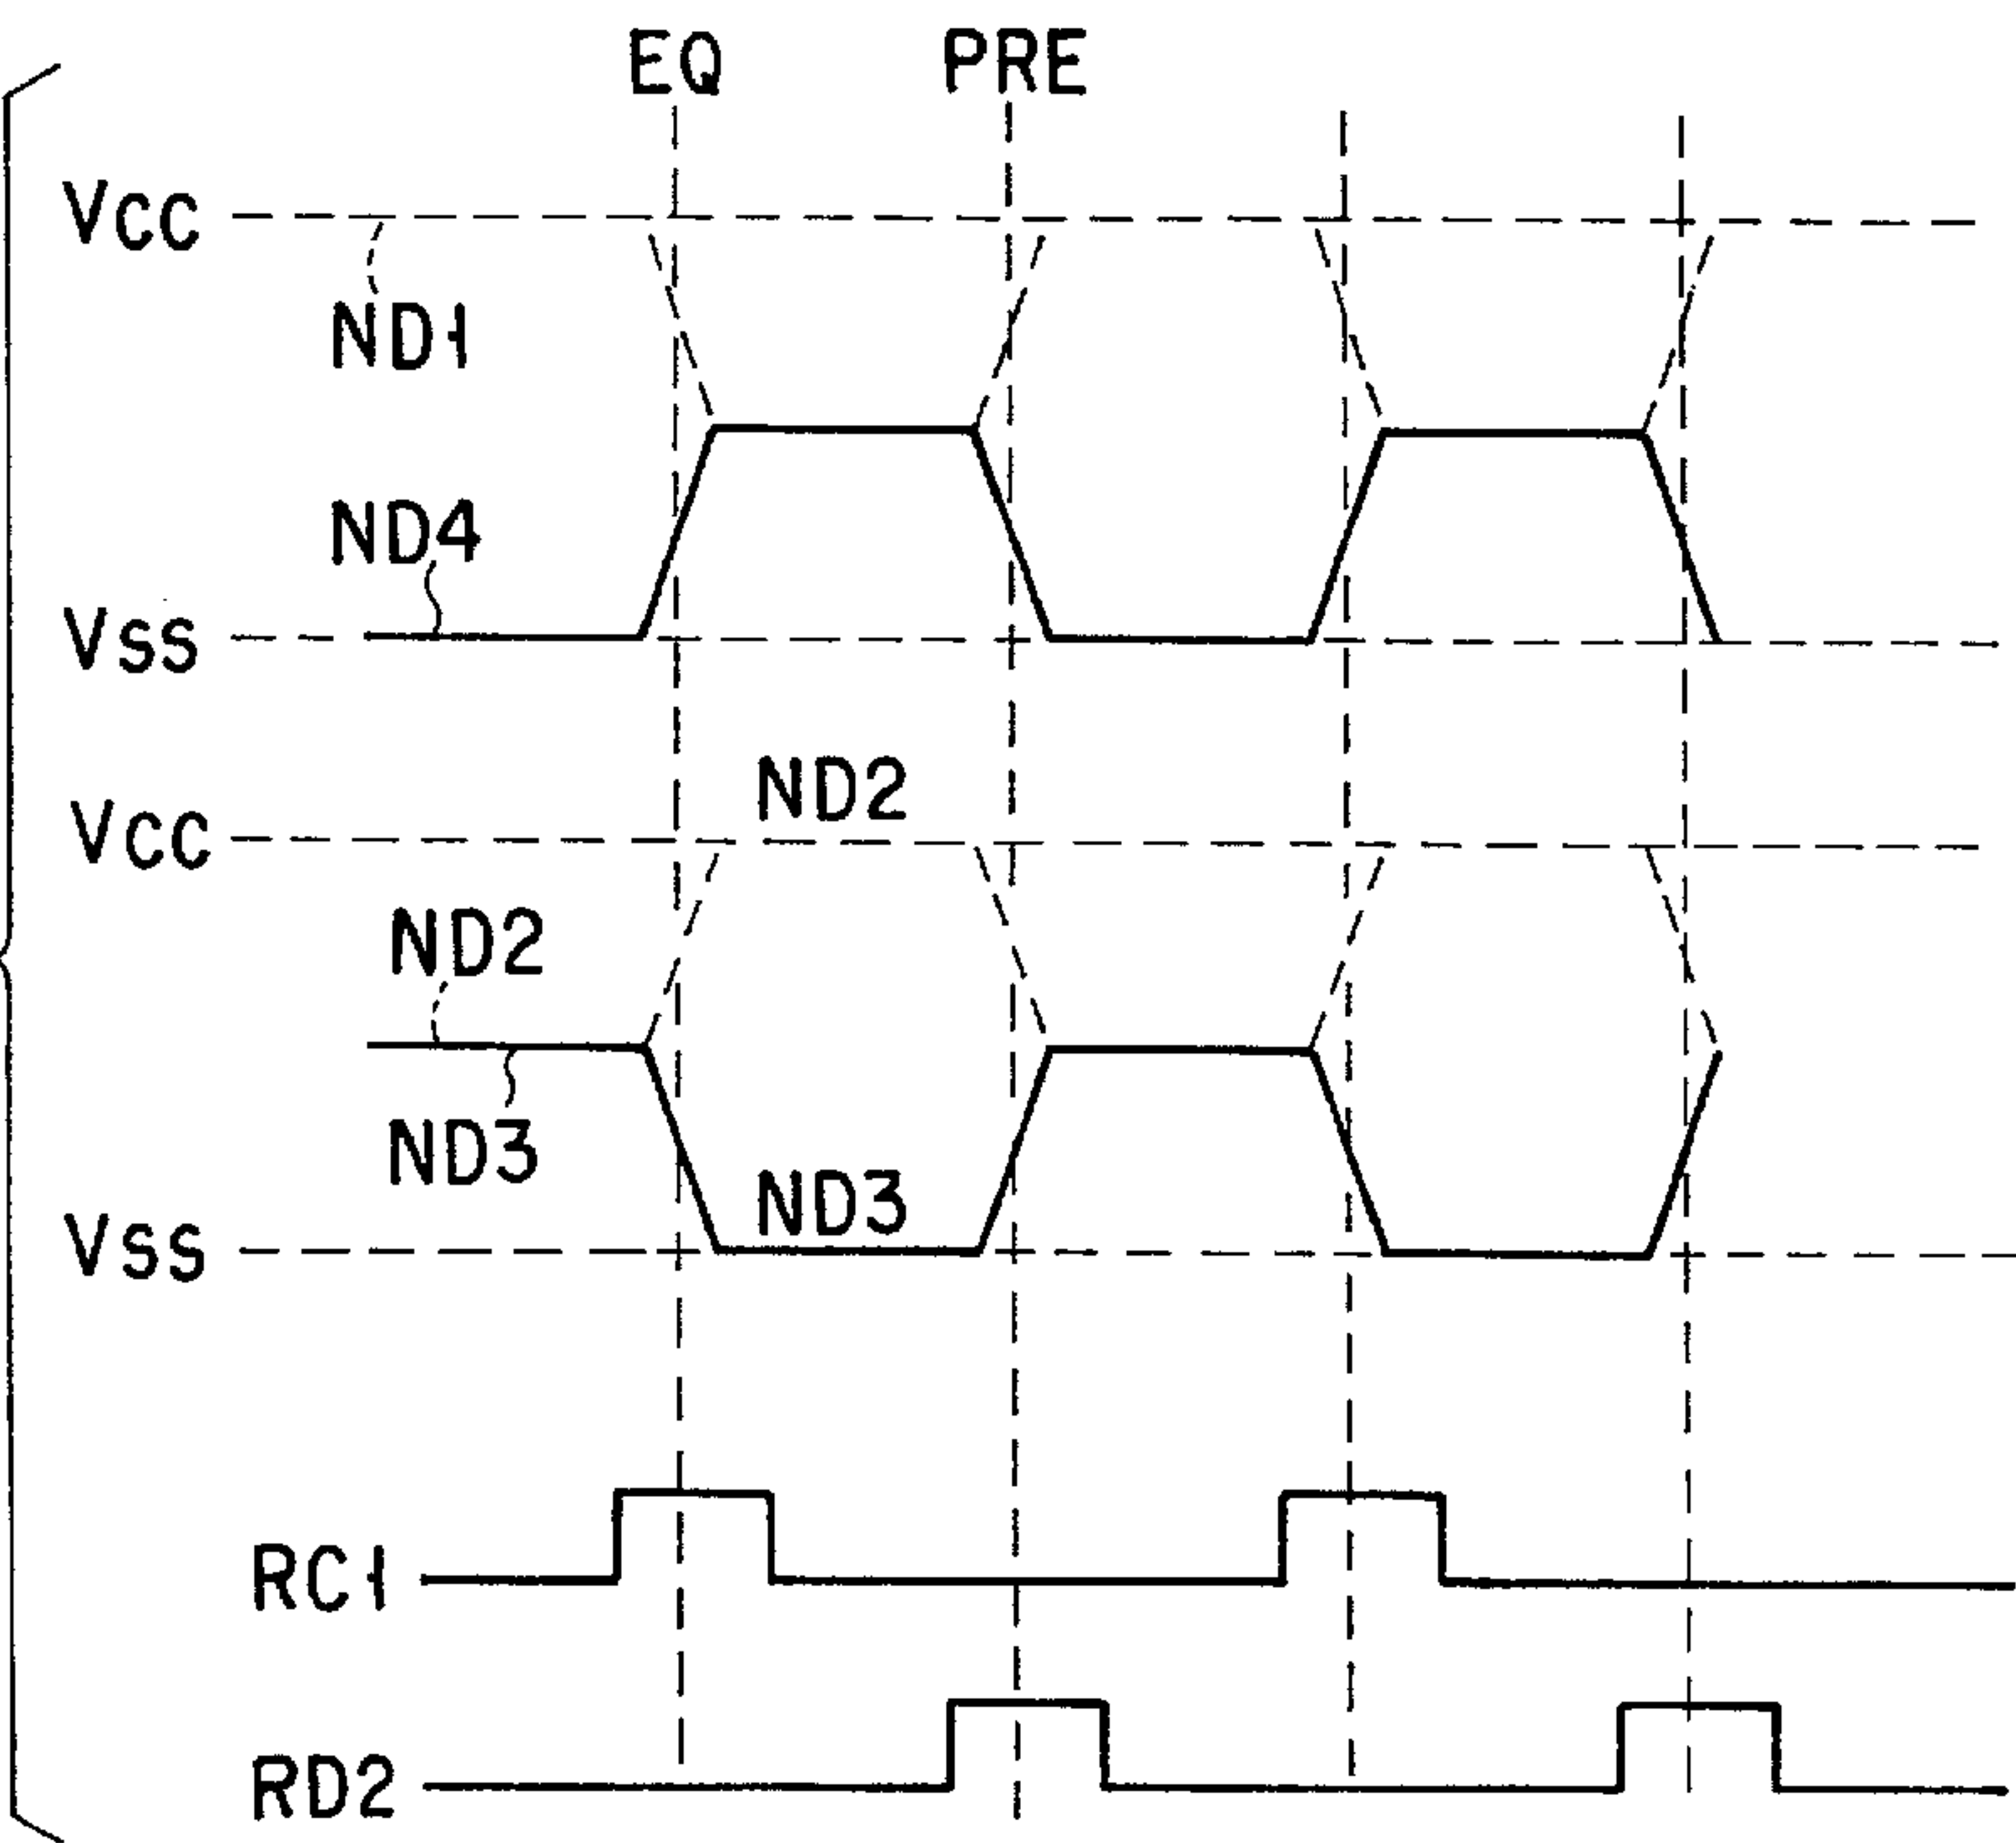 EQ PRE
VCC
ND1
ND4
VSS
ND2
VCC
ND2
ND3
ND3
VSS
RC1
RD2